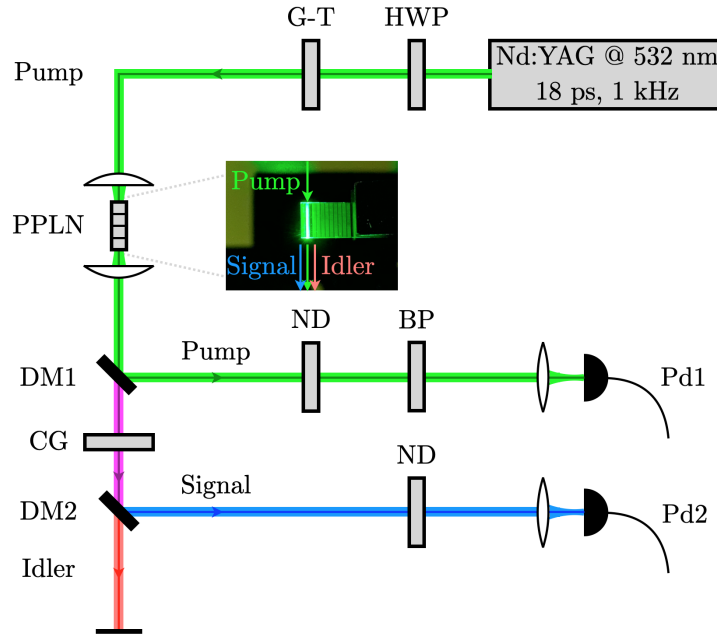 G-T
HWP
Nd:YAG @ 532 nm
18 ps, 1 kHz
Pump
PPLN
Pump
Signal
Idler
ND
BP
Pump
DM1
Pd1
CG
ND
Signal
DM2
Pd2
Idler